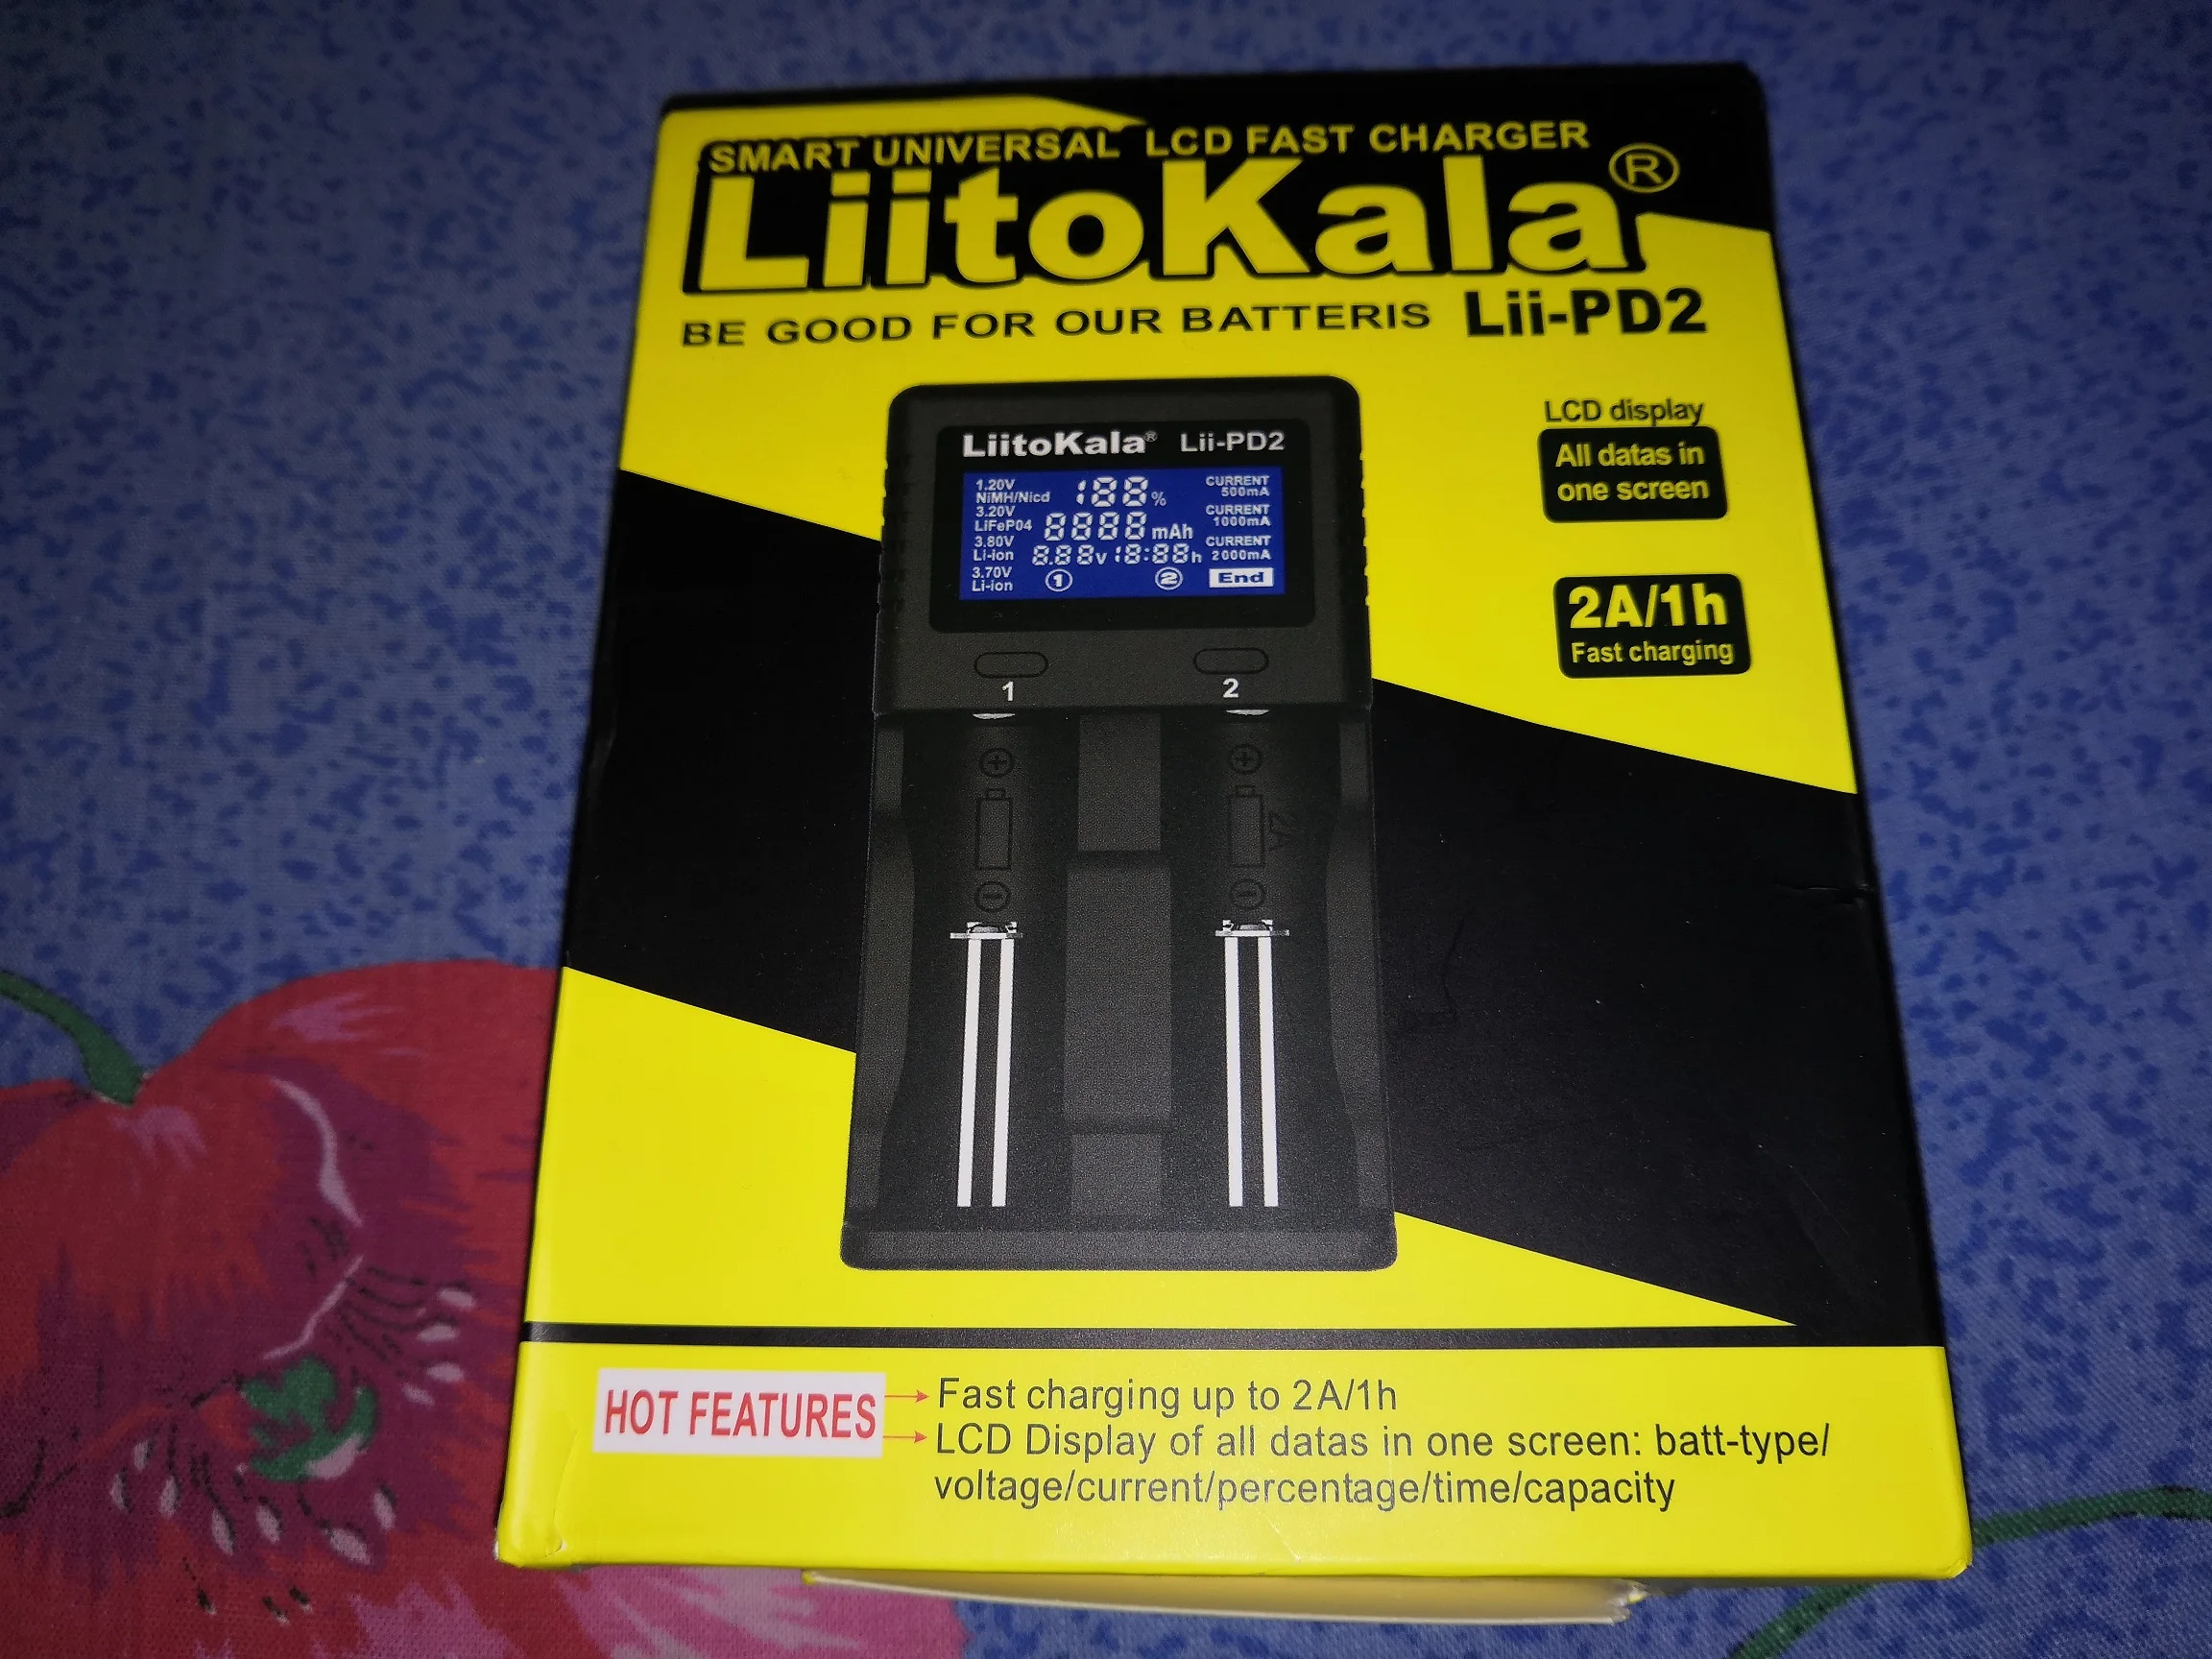 SMART UNIVERSAL LCD FAST CHARGER
LiitoKala®
BE GOOD FOR OUR BATTERIS Lii-PD2
LCD display
All datas in
one screen
2A/1h
Fast charging
LiitoKala® Lii-PD2
1.20V
NiMH/Nicd
3.20V
LiFeP04
3.80V
Li-ion
3.70V
Li-ion
188%
8888mAh
8.88v 18:88h
1 2
CURRENT
500mA
CURRENT
1000mA
CURRENT
2000mA
End
1 2
+ +
2A
- -
HOT FEATURES
Fast charging up to 2A/1h
LCD Display of all datas in one screen: batt-type/
voltage/current/percentage/time/capacity